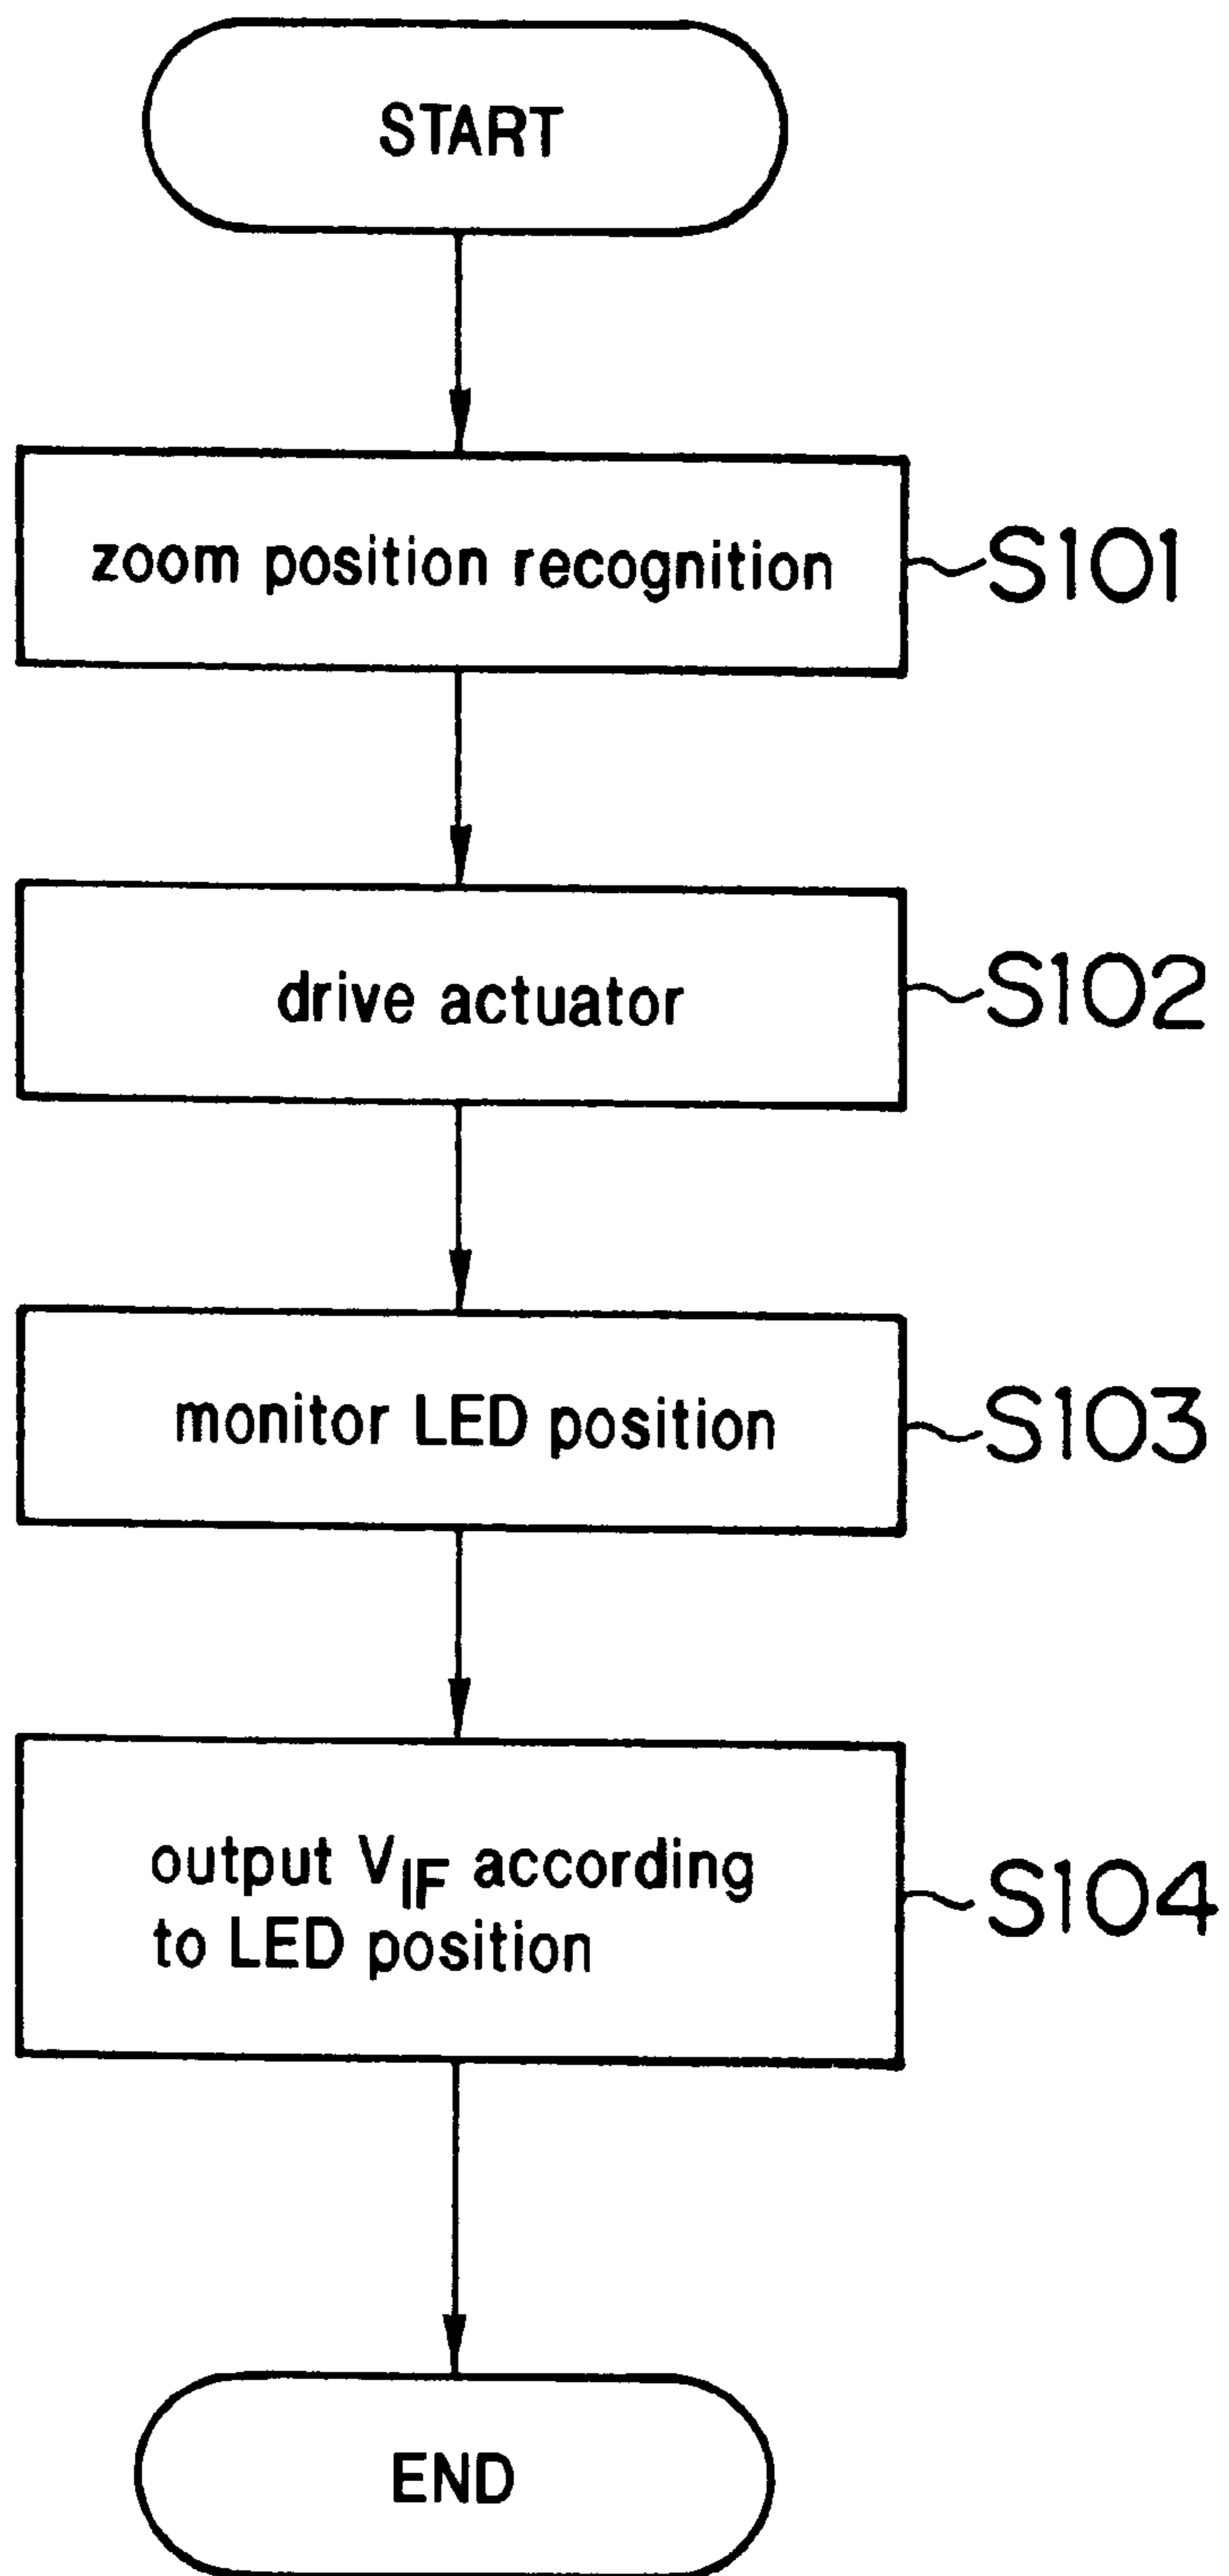 START
zoom position recognition
S101
drive actuator
S102
monitor LED position
S103
output V_IF according
to LED position
S104
END